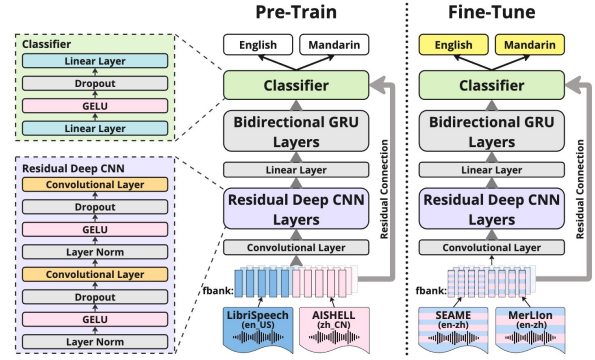 Pre-Train
Fine-Tune
Classifier
Linear Layer
Dropout
GELU
Linear Layer
Residual Deep CNN
Convolutional Layer
Dropout
GELU
Layer Norm
Convolutional Layer
Dropout
GELU
Layer Norm
English
Mandarin
Classifier
Bidirectional GRU
Layers
Linear Layer
Residual Deep CNN
Layers
Convolutional Layer
fbank:
LibriSpeech
(en_US)
AISHELL
(zh_CN)
Residual Connection
English
Mandarin
Classifier
Bidirectional GRU
Layers
Linear Layer
Residual Deep CNN
Layers
Convolutional Layer
fbank:
SEAME
(en-zh)
MerLIon
(en-zh)
Residual Connection